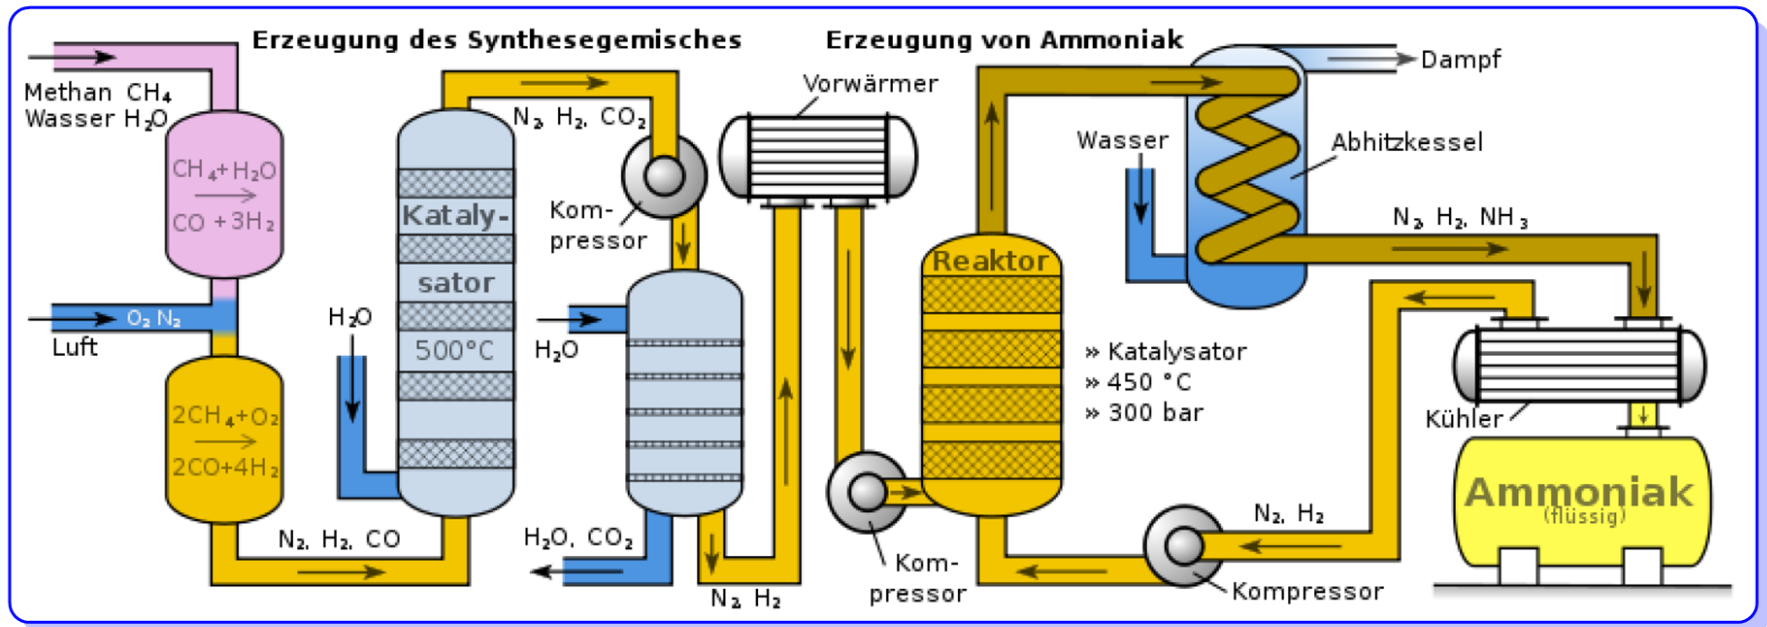 Erzeugung des Synthesegemisches
Erzeugung von Ammoniak
Methan CH₄
Wasser H₂O
CH₄+H₂O
CO +3H₂
O₂ N₂
Luft
2CH₄+O₂
2CO+4H₂
N₂, H₂, CO
H₂O
Kataly-
sator
500°C
N₂, H₂, CO₂
Kom-
pressor
H₂O
H₂O, CO₂
N₂, H₂
Vorwärmer
Kom-
pressor
Reaktor
» Katalysator
» 450 °C
» 300 bar
Wasser
Dampf
Abhitzkessel
N₂, H₂, NH₃
Kühler
N₂, H₂
Kompressor
Ammoniak
(flüssig)